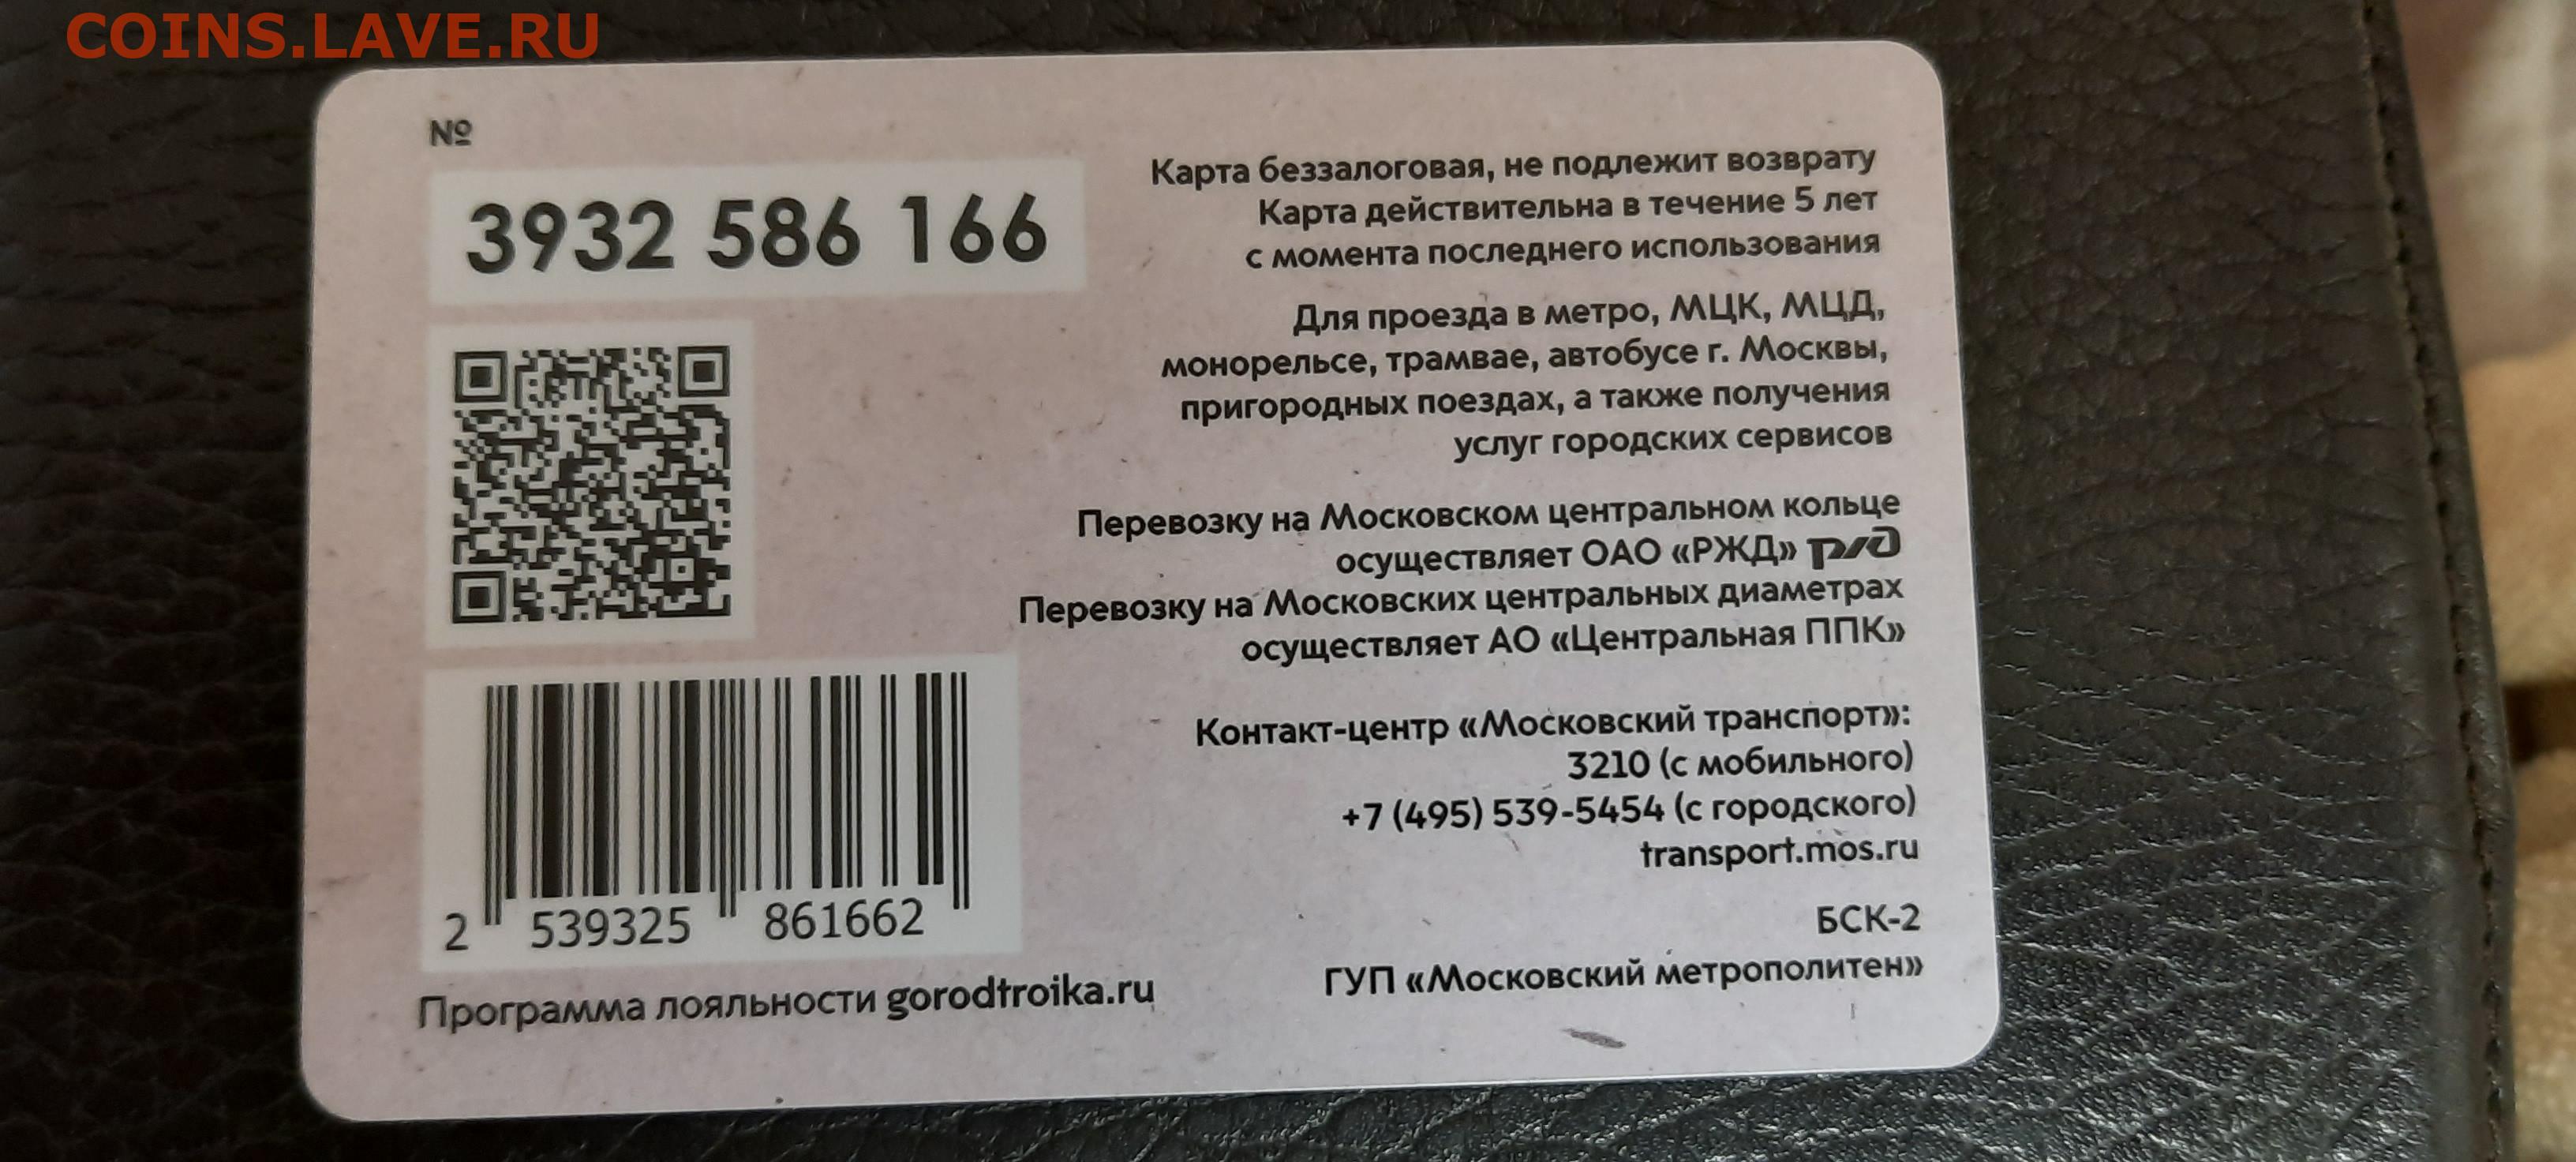 COINS.LAVE.RU
№
3932 586 166
Карта беззалоговая, не подлежит возврату
Карта действительна в течение 5 лет
с момента последнего использования
Для проезда в метро, МЦК, МЦД,
монорельсе, трамвае, автобусе г. Москвы,
пригородных поездах, а также получения
услуг городских сервисов
Перевозку на Московском центральном кольце
осуществляет ОАО «РЖД» РЖД
Перевозку на Московских центральных диаметрах
осуществляет АО «Центральная ППК»
Контакт-центр «Московский транспорт»:
3210 (с мобильного)
+7 (495) 539-5454 (с городского)
transport.mos.ru
БСК-2
ГУП «Московский метрополитен»
2 539325 861662
Программа лояльности gorodtroika.ru